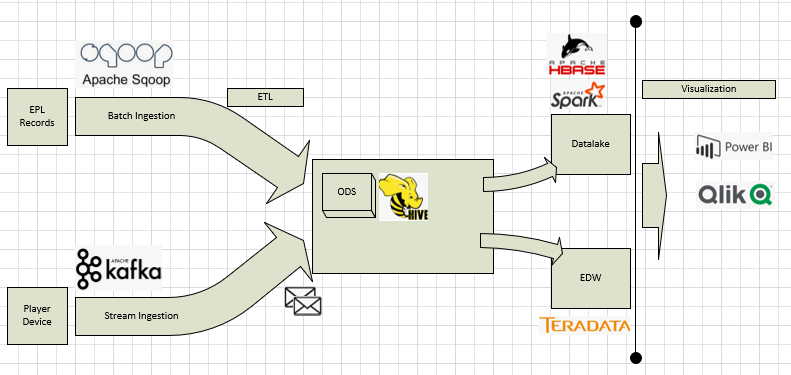 sqoop
Apache Sqoop
EPL
Records
Batch Ingestion
ETL
APACHE
HBASE
APACHE
Spark
Visualization
Datalake
Power BI
Qlik
ODS
HIVE
APACHE
kafka
Player
Device
Stream Ingestion
EDW
TERADATA